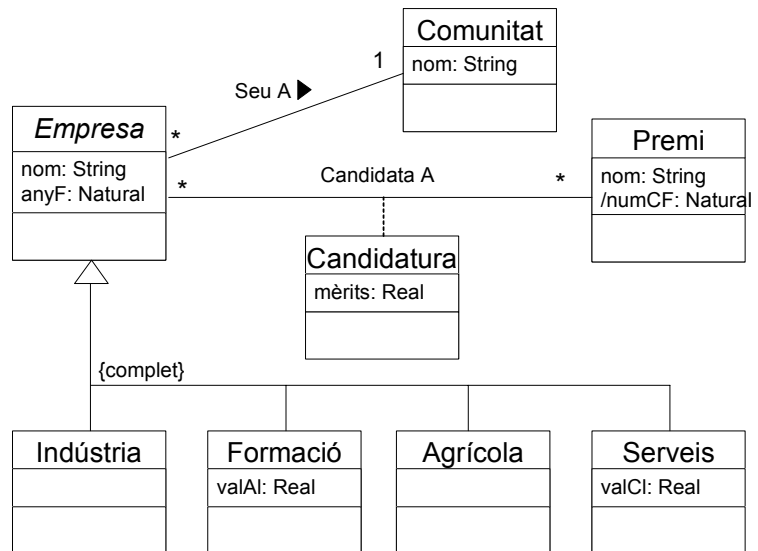 Comunitat
nom: String
1
Seu A
Empresa
nom: String
anyF: Natural
*
*
Candidata A
*
Premi
nom: String
/numCF: Natural
Candidatura
mèrits: Real
{complet}
Indústria
Formació
valAl: Real
Agrícola
Serveis
valCl: Real